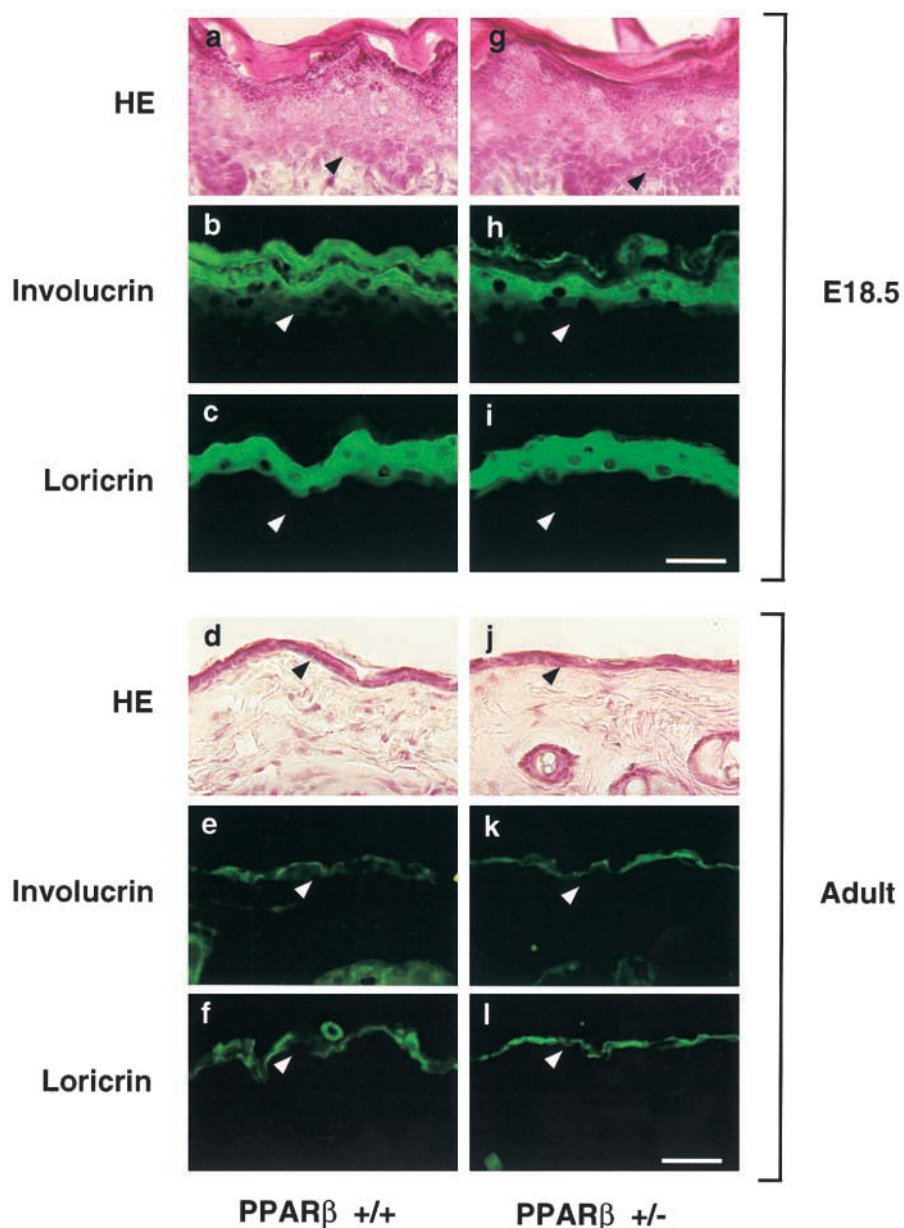 a
g
HE
b
h
Involucrin
E18.5
c
i
Loricrin
d
j
HE
e
k
Involucrin
Adult
f
l
Loricrin
PPARβ +/+
PPARβ +/-